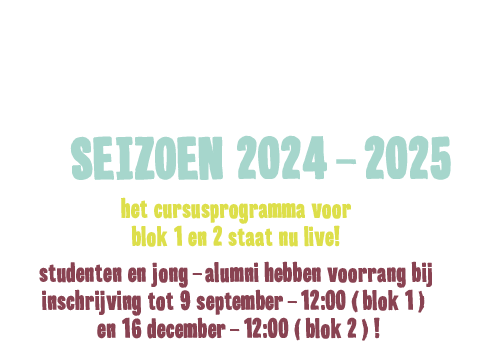 SEIZOEN 2024 – 2025
het cursusprogramma voor
blok 1 en 2 staat nu live!
studenten en jong – alumni hebben voorrang bij
inschrijving tot 9 september – 12:00 ( blok 1 )
en 16 december – 12:00 ( blok 2 ) !